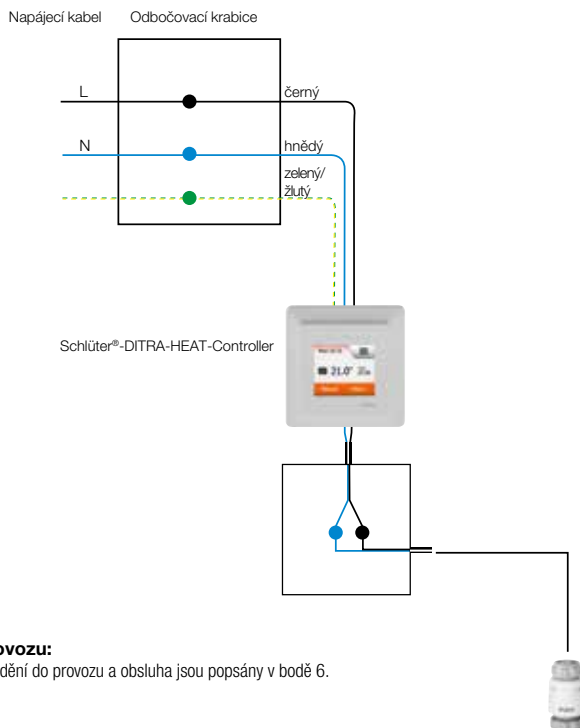 Napájecí kabel Odbočovací krabice
L
černý
N
hnědý
zelený/
žlutý
Schlüter®-DITRA-HEAT-Controller
21.0°
ovozu:
dění do provozu a obsluha jsou popsány v bodě 6.